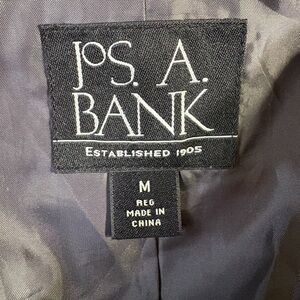 JOS. A.
BANK
ESTABLISHED 1905
M
REG
MADE IN
CHINA